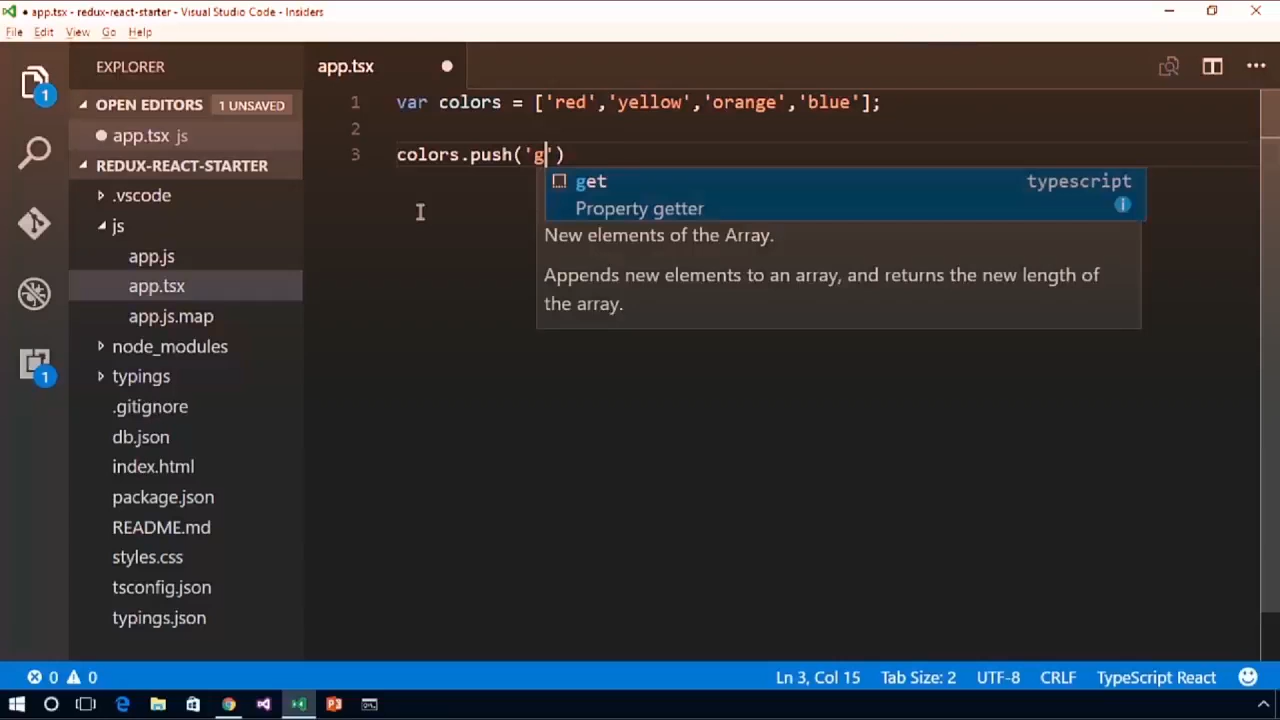 ● app.tsx - redux-react-starter - Visual Studio Code - Insiders
File Edit View Go Help
EXPLORER
app.tsx
1
OPEN EDITORS 1 UNSAVED
1 var colors = ['red','yellow','orange','blue'];
2
app.tsx js
3 colors.push('g')
REDUX-REACT-STARTER
get typescript
Property getter
.vscode
js
New elements of the Array.
app.js
Appends new elements to an array, and returns the new length of
the array.
app.tsx
app.js.map
node_modules
1
typings
.gitignore
db.json
index.html
package.json
README.md
styles.css
tsconfig.json
typings.json
0 0 Ln 3, Col 15 Tab Size: 2 UTF-8 CRLF TypeScript React